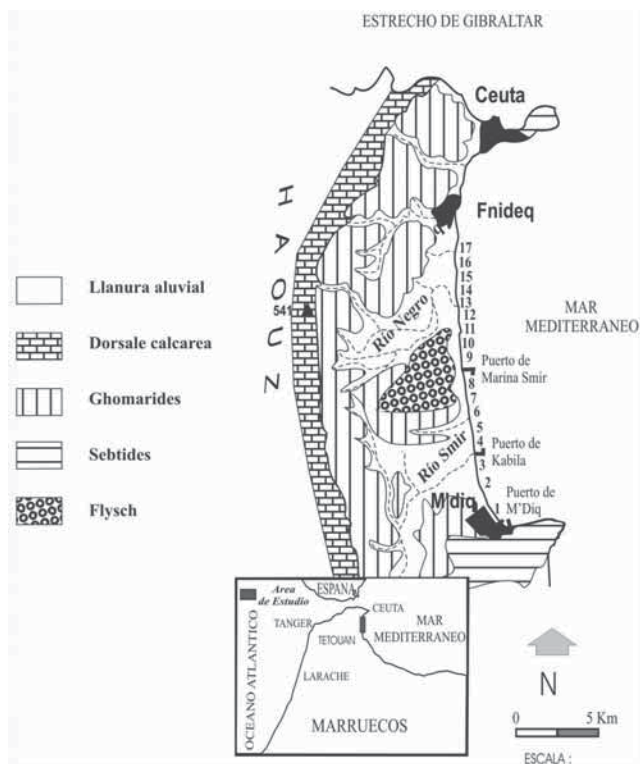 ESTRECHO DE GIBRALTAR
Ceuta
Fnideq
HAOUZ
541
17
16
15
14
13
12
11
10
9
8
7
6
5
4
3
2
1
MAR
MEDITERRANEO
Río Negro
Puerto de
Marina Smir
Río Smir
Puerto de
Kabila
M'diq
Puerto de
M'Diq
Llanura aluvial
Dorsale calcarea
Ghomarides
Sebtides
Flysch
Area
de Estudio
ESPANA
CEUTA
TANGER
MAR
MEDITERRANEO
TETOUAN
OCEANO ATLANTICO
LARACHE
MARRUECOS
N
0 5 Km
ESCALA :